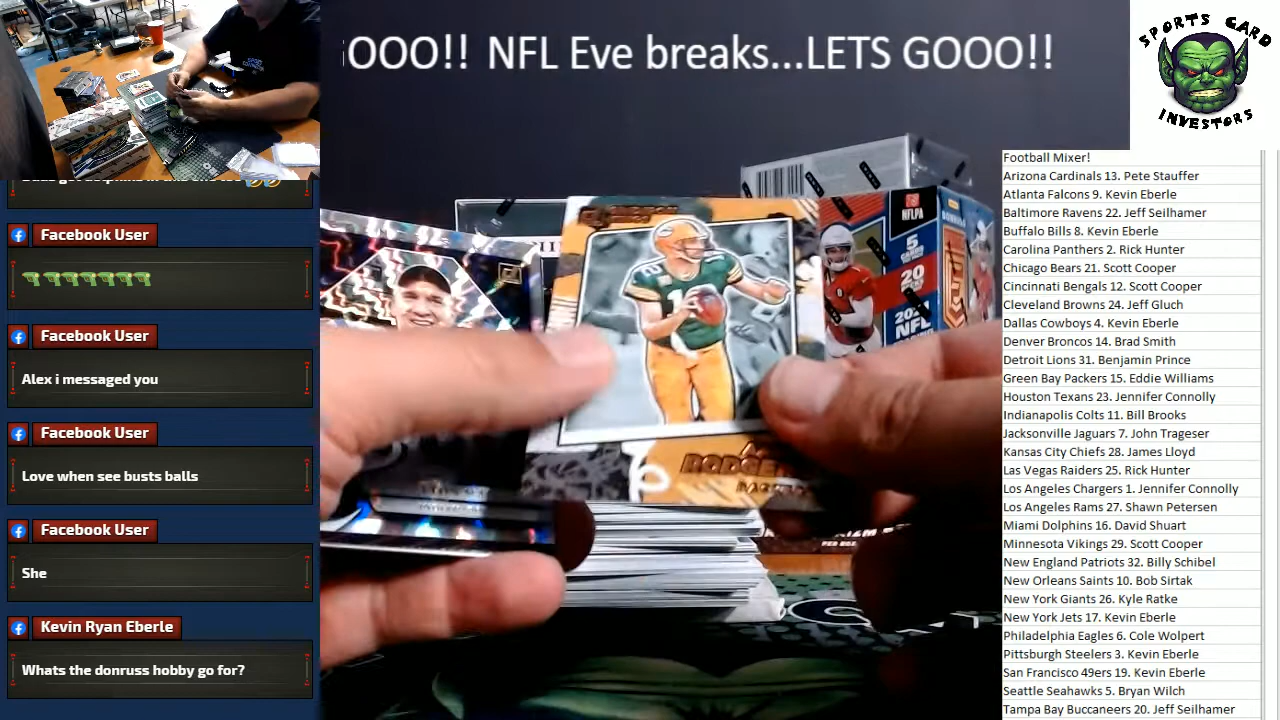 GOOO!! NFL Eve breaks...LETS GOOO!!
SPORTS CARD
INVESTORS
Facebook User
Facebook User
Alex i messaged you
Facebook User
Love when see busts balls
Facebook User
She
Kevin Ryan Eberle
Whats the donruss hobby go for?
NFLPA
5
CARDS
20
NFL
RODGE
Football Mixer!
Arizona Cardinals 13. Pete Stauffer
Atlanta Falcons 9. Kevin Eberle
Baltimore Ravens 22. Jeff Seilhamer
Buffalo Bills 8. Kevin Eberle
Carolina Panthers 2. Rick Hunter
Chicago Bears 21. Scott Cooper
Cincinnati Bengals 12. Scott Cooper
Cleveland Browns 24. Jeff Gluch
Dallas Cowboys 4. Kevin Eberle
Denver Broncos 14. Brad Smith
Detroit Lions 31. Benjamin Prince
Green Bay Packers 15. Eddie Williams
Houston Texans 23. Jennifer Connolly
Indianapolis Colts 11. Bill Brooks
Jacksonville Jaguars 7. John Trageser
Kansas City Chiefs 28. James Lloyd
Las Vegas Raiders 25. Rick Hunter
Los Angeles Chargers 1. Jennifer Connolly
Los Angeles Rams 27. Shawn Petersen
Miami Dolphins 16. David Shuart
Minnesota Vikings 29. Scott Cooper
New England Patriots 32. Billy Schibel
New Orleans Saints 10. Bob Sirtak
New York Giants 26. Kyle Ratke
New York Jets 17. Kevin Eberle
Philadelphia Eagles 6. Cole Wolpert
Pittsburgh Steelers 3. Kevin Eberle
San Francisco 49ers 19. Kevin Eberle
Seattle Seahawks 5. Bryan Wilch
Tampa Bay Buccaneers 20. Jeff Seilhamer